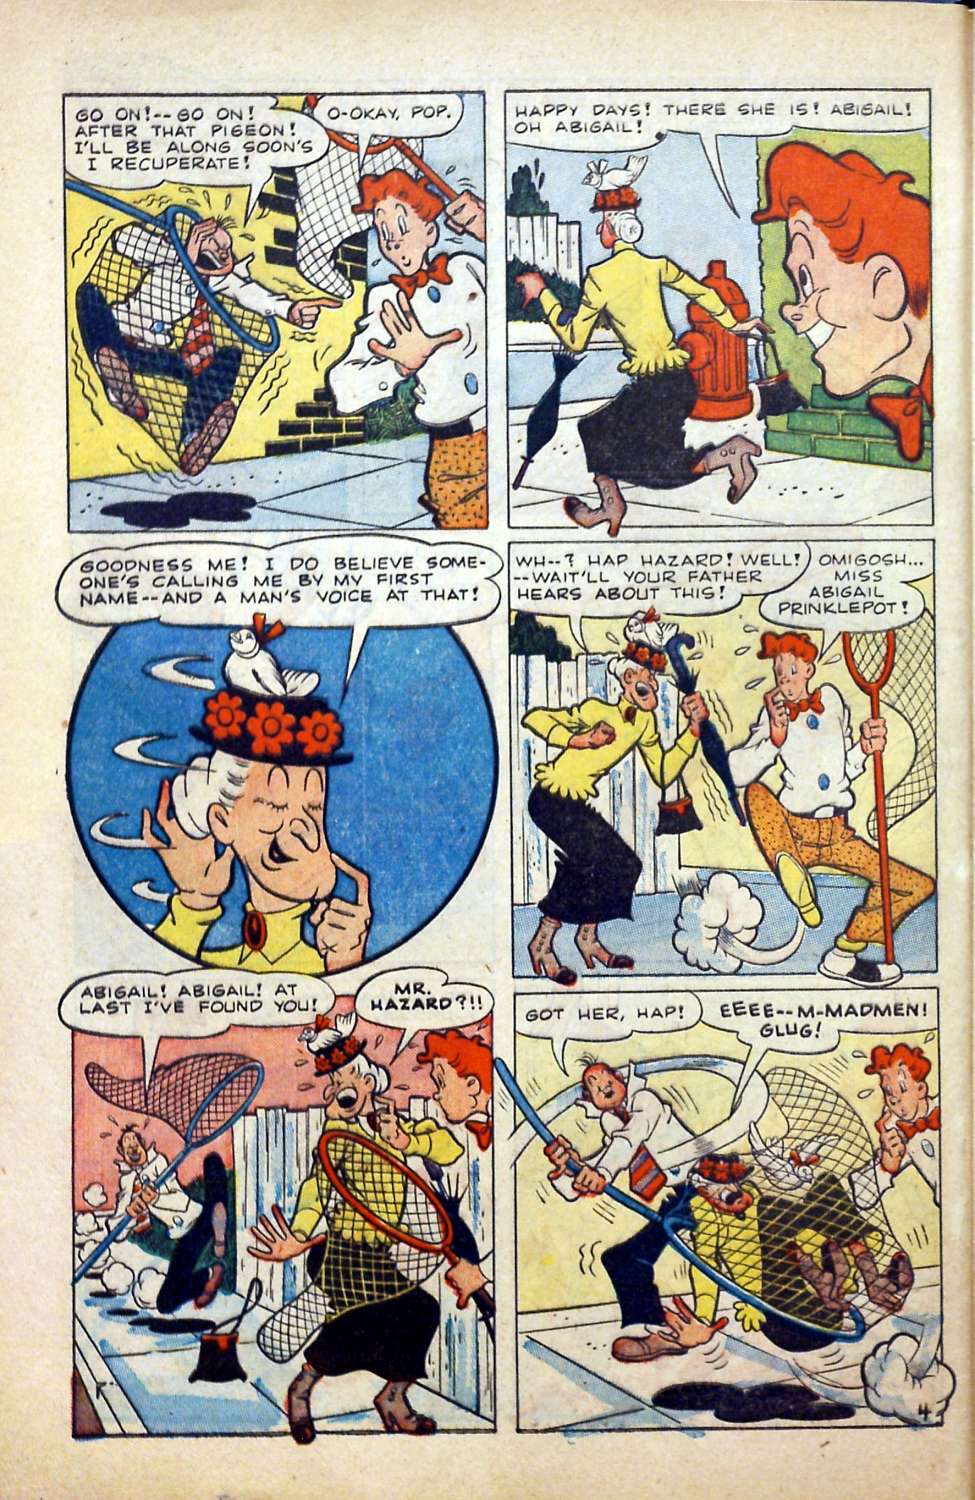 GO ON!-- GO ON!
AFTER THAT PIGEON!
I'LL BE ALONG SOON'S
I RECUPERATE!
O-OKAY, POP.
HAPPY DAYS! THERE SHE IS! ABIGAIL!
OH ABIGAIL!
GOODNESS ME! I DO BELIEVE SOME-
ONE'S CALLING ME BY MY FIRST
NAME--AND A MAN'S VOICE AT THAT!
WH--? HAP HAZARD! WELL!
--WAIT'LL YOUR FATHER
HEARS ABOUT THIS!
OMIGOSH...
MISS
ABIGAIL
PRINKLEPOT!
ABIGAIL! ABIGAIL! AT
LAST I'VE FOUND YOU!
MR.
HAZARD?!!
GOT HER, HAP!
EEEE--M-MADMEN!
GLUG!
4